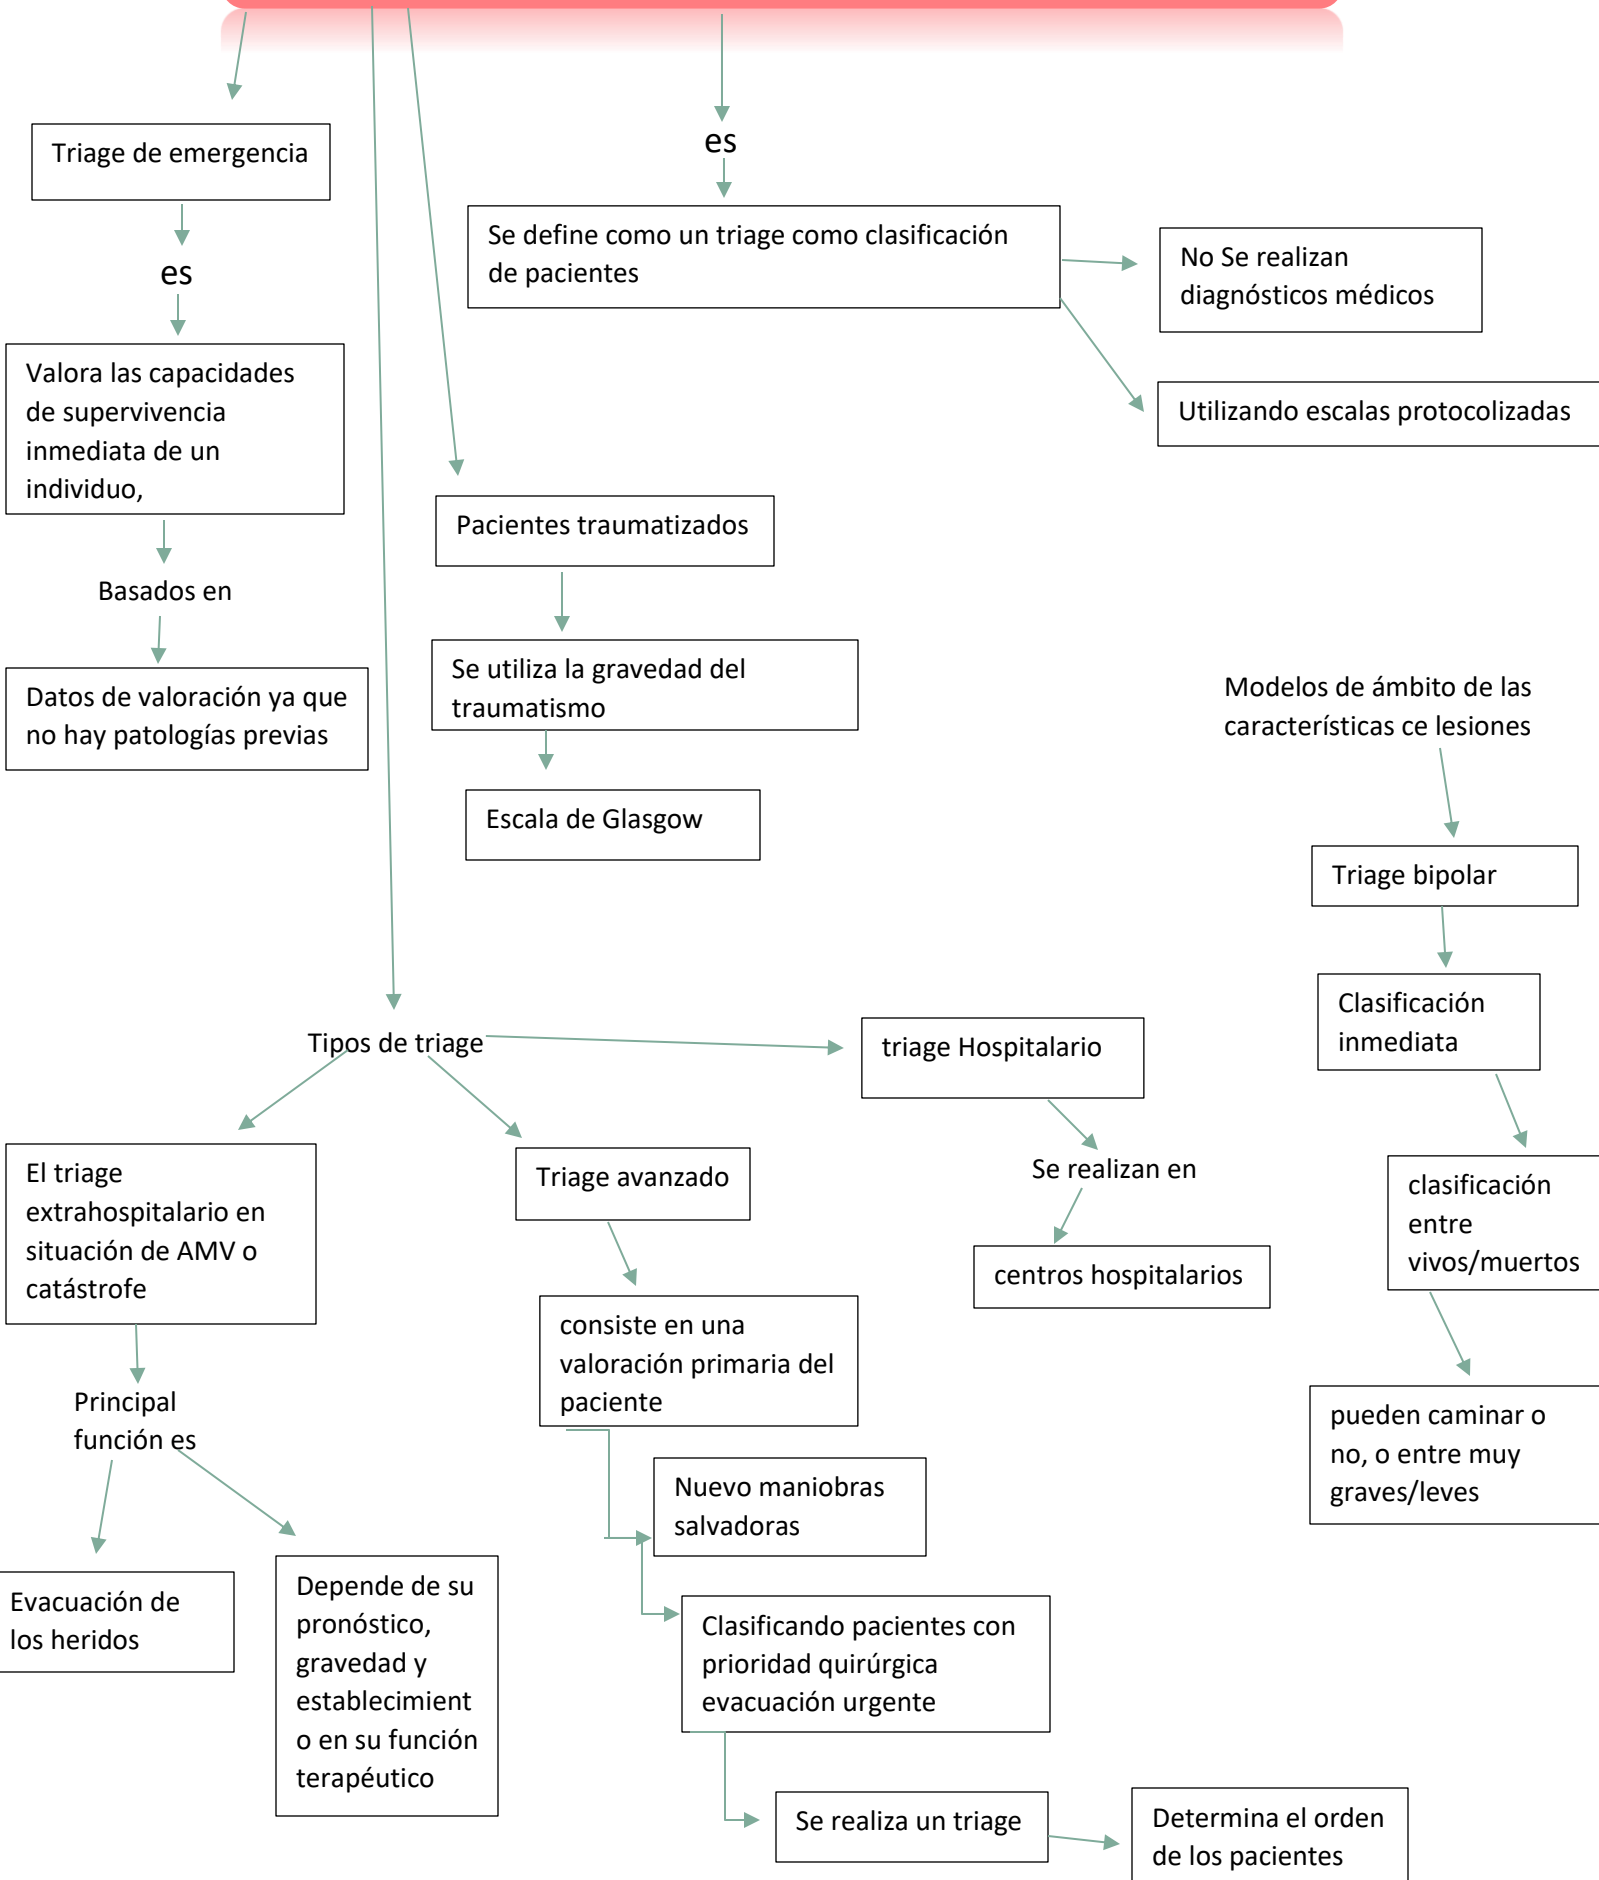 Triage de emergencia
es
Valora las capacidades
de supervivencia
inmediata de un
individuo,
Basados en
Datos de valoración ya que
no hay patologías previas
es
Se define como un triage como clasificación
de pacientes
No Se realizan
diagnósticos médicos
Utilizando escalas protocolizadas
Pacientes traumatizados
Se utiliza la gravedad del
traumatismo
Escala de Glasgow
Modelos de ámbito de las
características ce lesiones
Triage bipolar
Clasificación
inmediata
clasificación
entre
vivos/muertos
pueden caminar o
no, o entre muy
graves/leves
Tipos de triage
triage Hospitalario
Se realizan en
centros hospitalarios
El triage
extrahospitalario en
situación de AMV o
catástrofe
Principal
función es
Evacuación de
los heridos
Depende de su
pronóstico,
gravedad y
establecimient
o en su función
terapéutico
Triage avanzado
consiste en una
valoración primaria del
paciente
Nuevo maniobras
salvadoras
Clasificando pacientes con
prioridad quirúrgica
evacuación urgente
Se realiza un triage
Determina el orden
de los pacientes